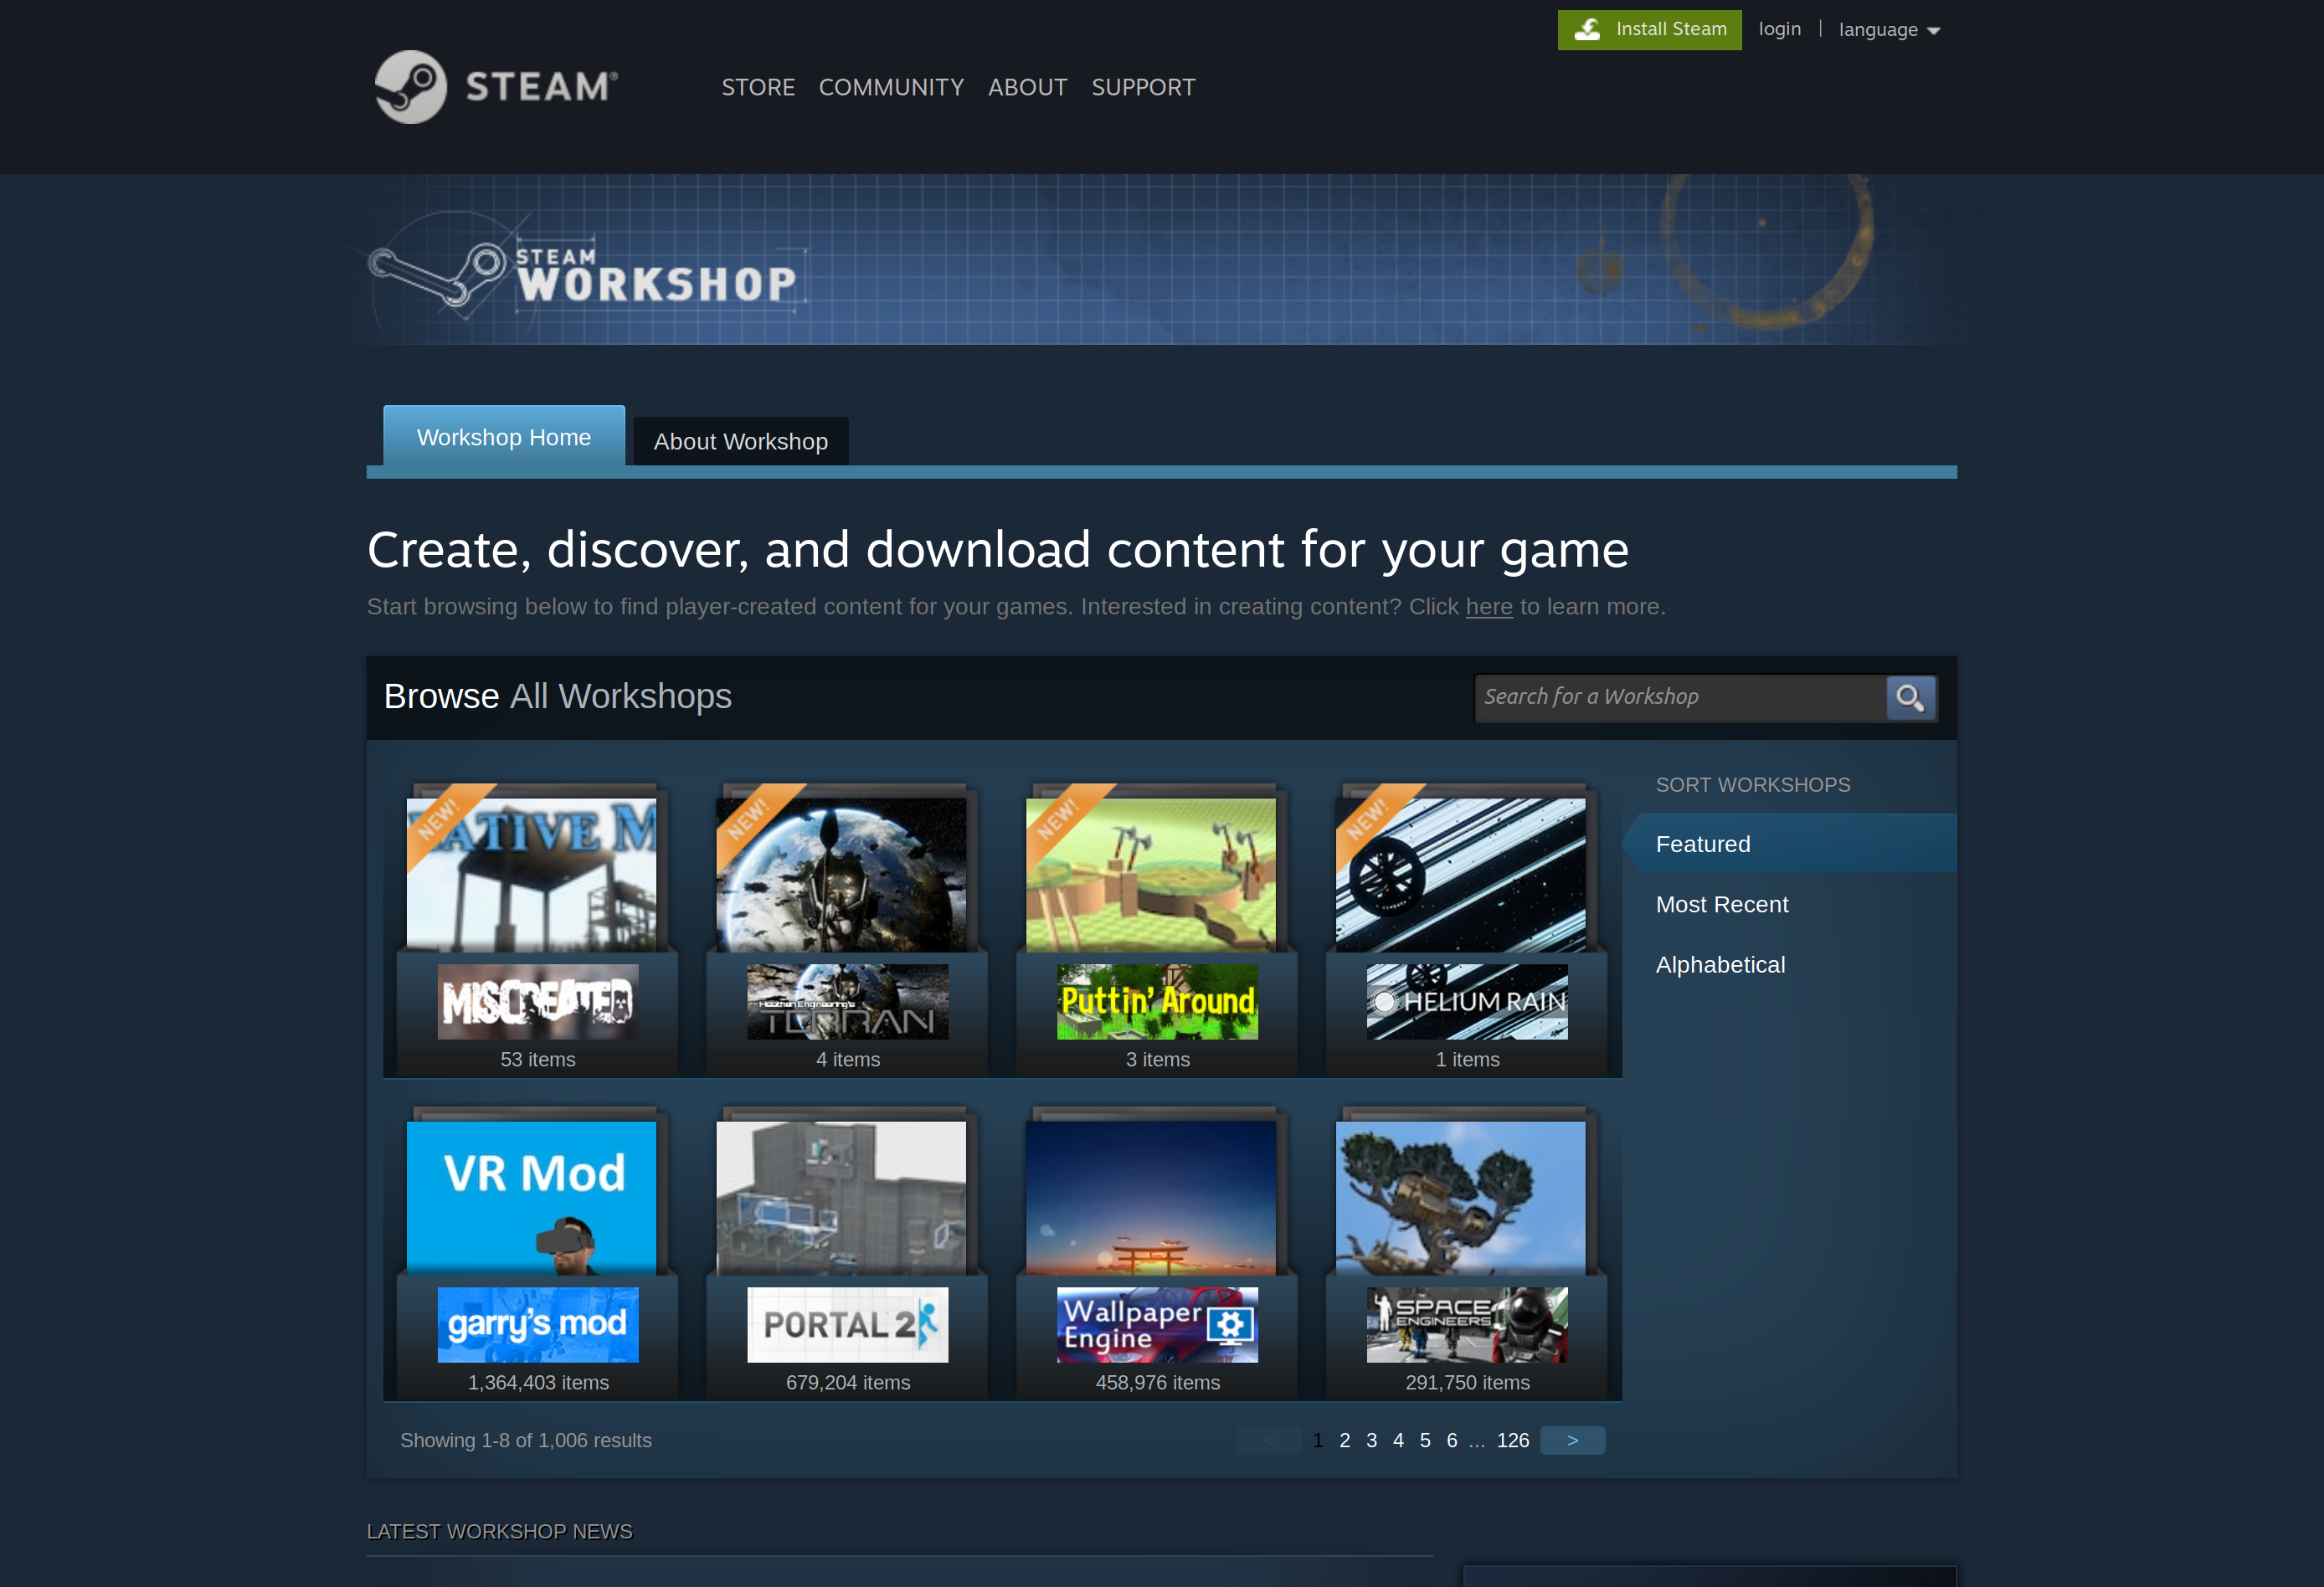 Install Steam login | language
STEAM®
STORE COMMUNITY ABOUT SUPPORT
STEAM
WORKSHOP
Workshop Home
About Workshop
Create, discover, and download content for your game
Start browsing below to find player-created content for your games. Interested in creating content? Click here to learn more.
Browse All Workshops
Search for a Workshop
SORT WORKSHOPS
Featured
Most Recent
Alphabetical
NEW!
ATIVE M
MISCREATED
53 items
NEW!
Hoothen Engineering's
TERRAN
4 items
NEW!
Puttin' Around
3 items
NEW!
HELIUM RAIN
1 items
VR Mod
garry's mod
1,364,403 items
PORTAL 2
679,204 items
Wallpaper
Engine
458,976 items
SPACE
ENGINEERS
291,750 items
Showing 1-8 of 1,006 results
< 1 2 3 4 5 6 ... 126 >
LATEST WORKSHOP NEWS